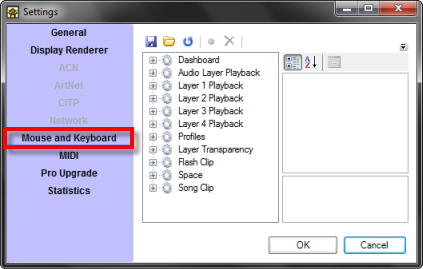 Settings
General
Display Renderer
ACN
ArtNet
CITP
Network
Mouse and Keyboard
MIDI
Pro Upgrade
Statistics
Dashboard
Audio Layer Playback
Layer 1 Playback
Layer 2 Playback
Layer 3 Playback
Layer 4 Playback
Profiles
Layer Transparency
Flash Clip
Space
Song Clip
OK
Cancel